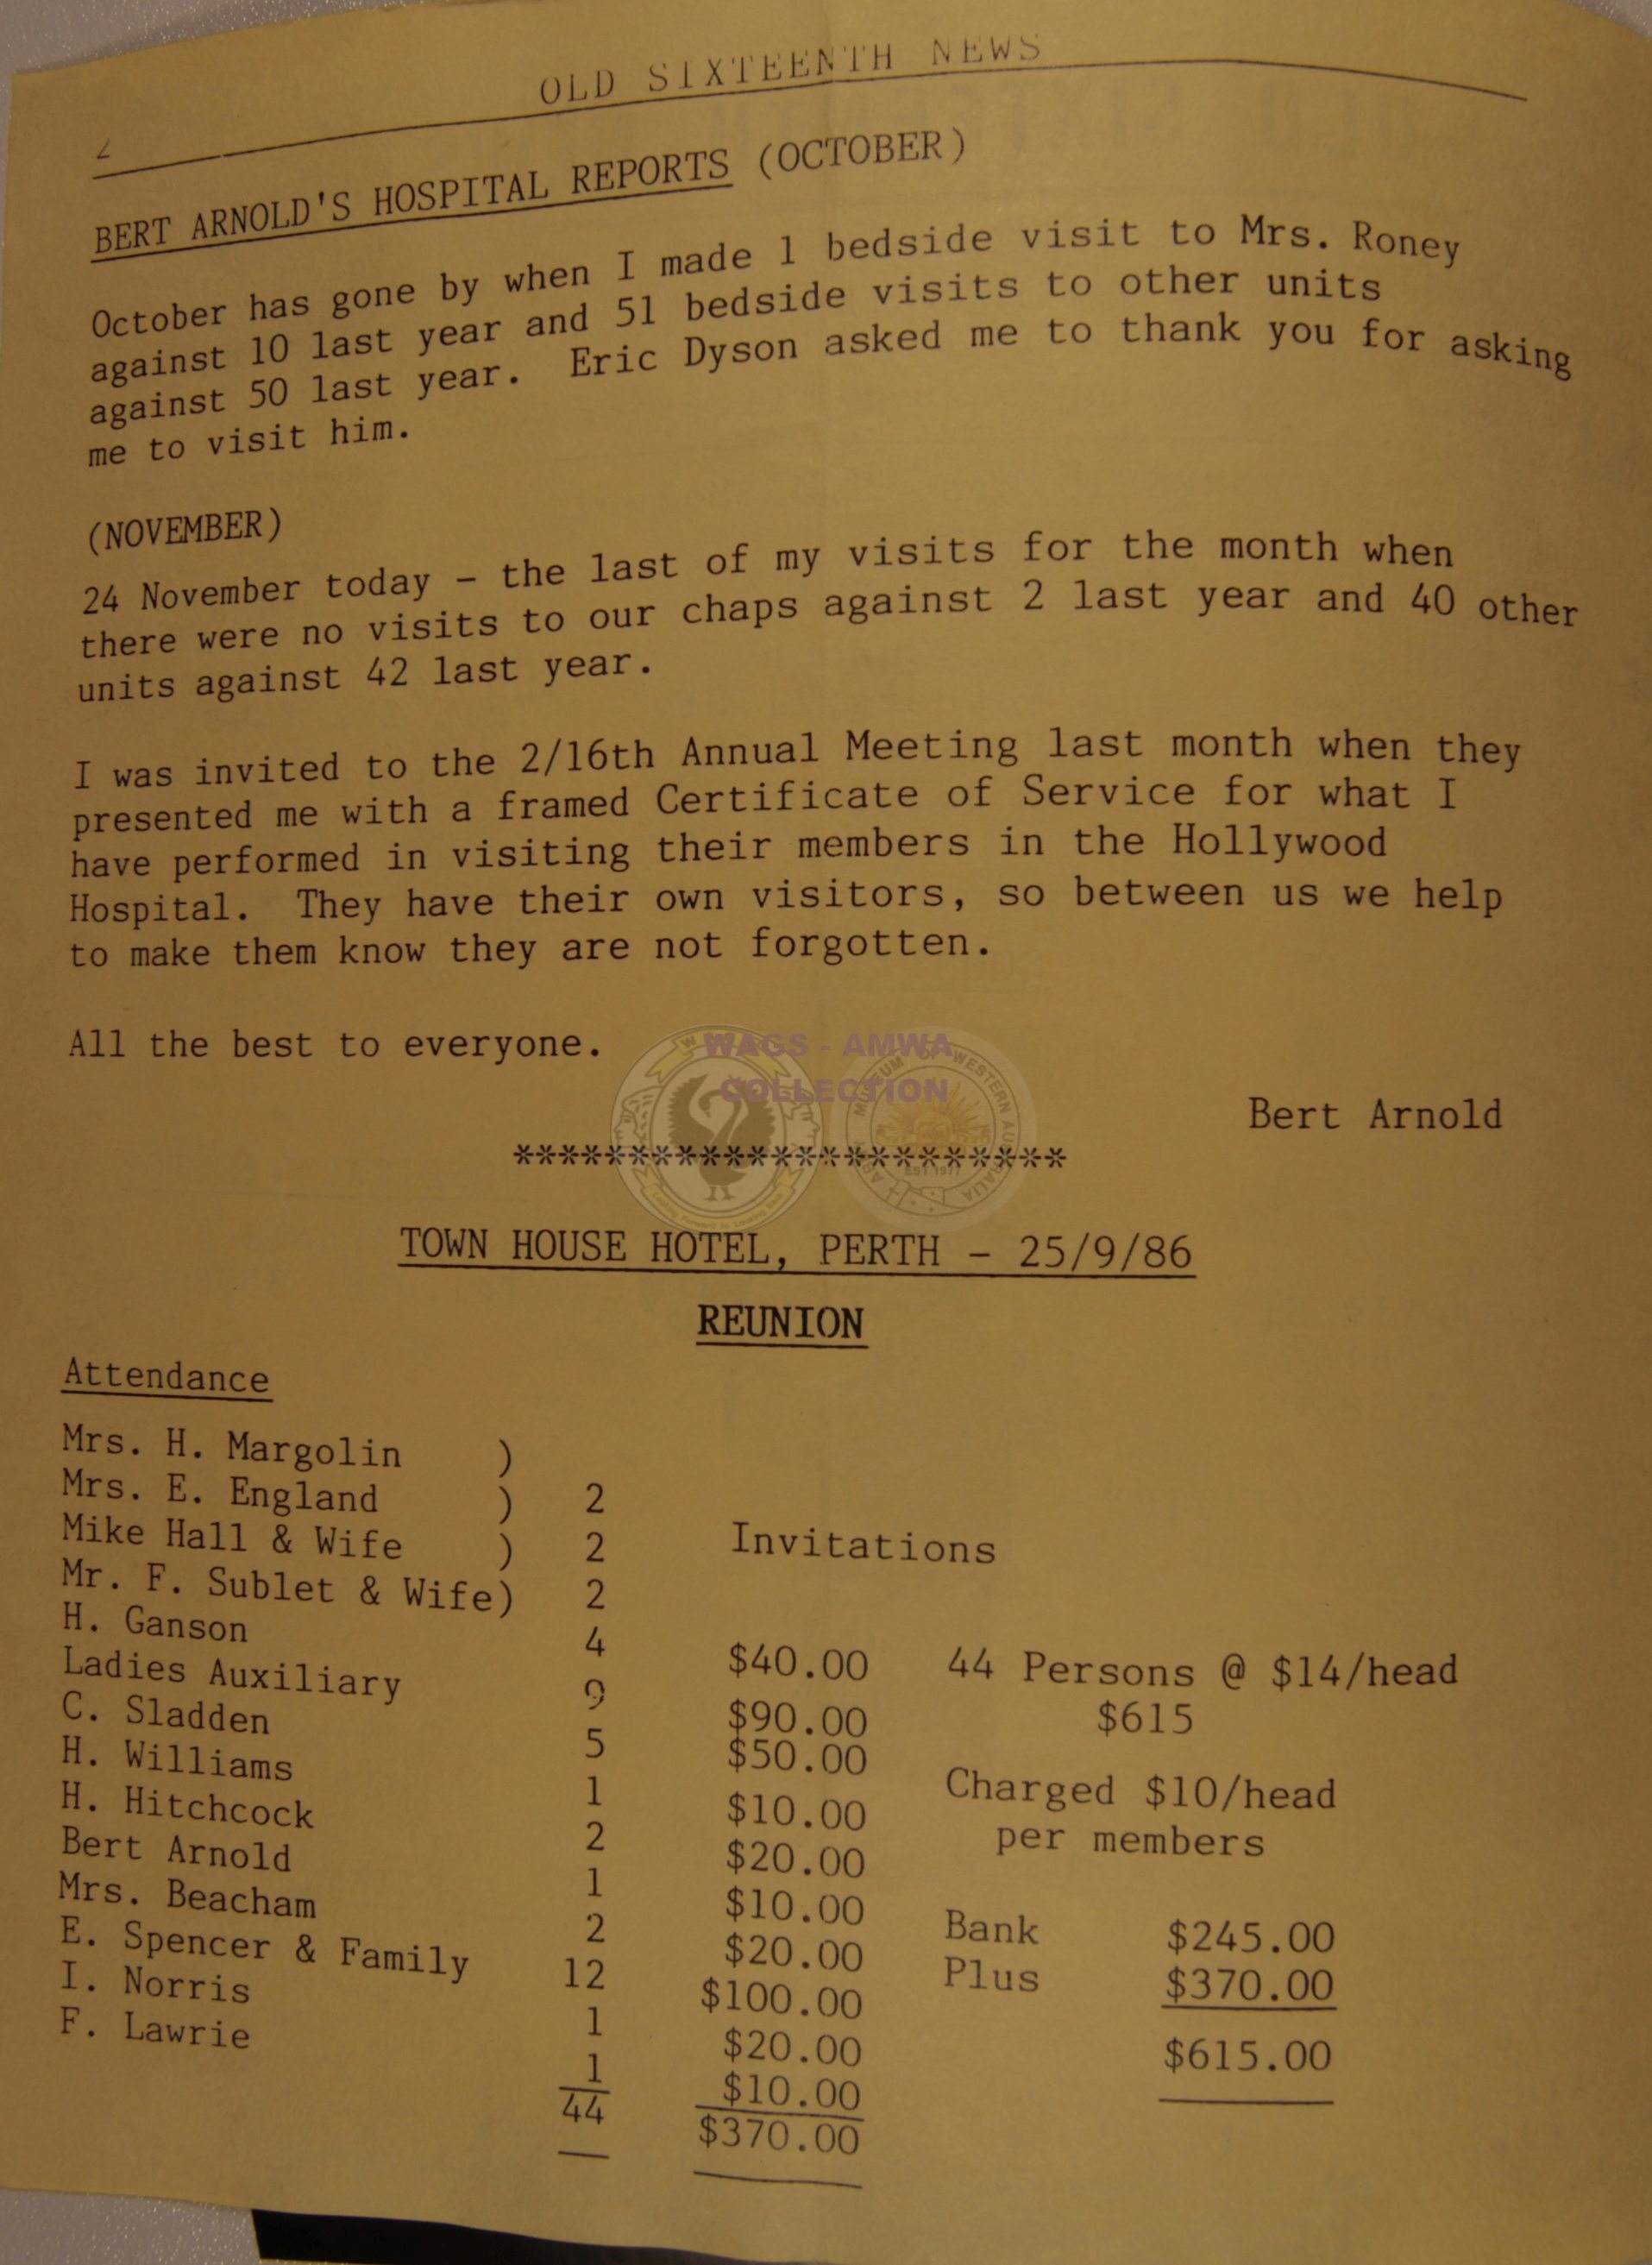 OLD SIXTEENTH NEWS
2
BERT ARNOLD'S HOSPITAL REPORTS (OCTOBER)
October has gone by when I made 1 bedside visit to Mrs. Roney
against 10 last year and 51 bedside visits to other units
against 50 last year. Eric Dyson asked me to thank you for asking
me to visit him.
(NOVEMBER)
24 November today - the last of my visits for the month when
there were no visits to our chaps against 2 last year and 40 other
units against 42 last year.
I was invited to the 2/16th Annual Meeting last month when they
presented me with a framed Certificate of Service for what I
have performed in visiting their members in the Hollywood
Hospital. They have their own visitors, so between us we help
to make them know they are not forgotten.
All the best to everyone.
WAGS - AMWA
COLLECTION
MUSEUM OF WESTERN AUSTRALIA
Bert Arnold
************************
TOWN HOUSE HOTEL, PERTH - 25/9/86
REUNION
Attendance
Mrs. H. Margolin )
Mrs. E. England ) 2
Mike Hall & Wife ) 2 Invitations
Mr. F. Sublet & Wife) 2
H. Ganson 4 $40.00 44 Persons @ $14/head
Ladies Auxiliary 9 $90.00 $615
C. Sladden 5 $50.00
H. Williams 1 $10.00 Charged $10/head
H. Hitchcock 2 $20.00 per members
Bert Arnold 1 $10.00
Mrs. Beacham 2 $20.00 Bank $245.00
E. Spencer & Family 12 $100.00 Plus $370.00
I. Norris 1 $20.00 $615.00
F. Lawrie 1 $10.00
44 $370.00